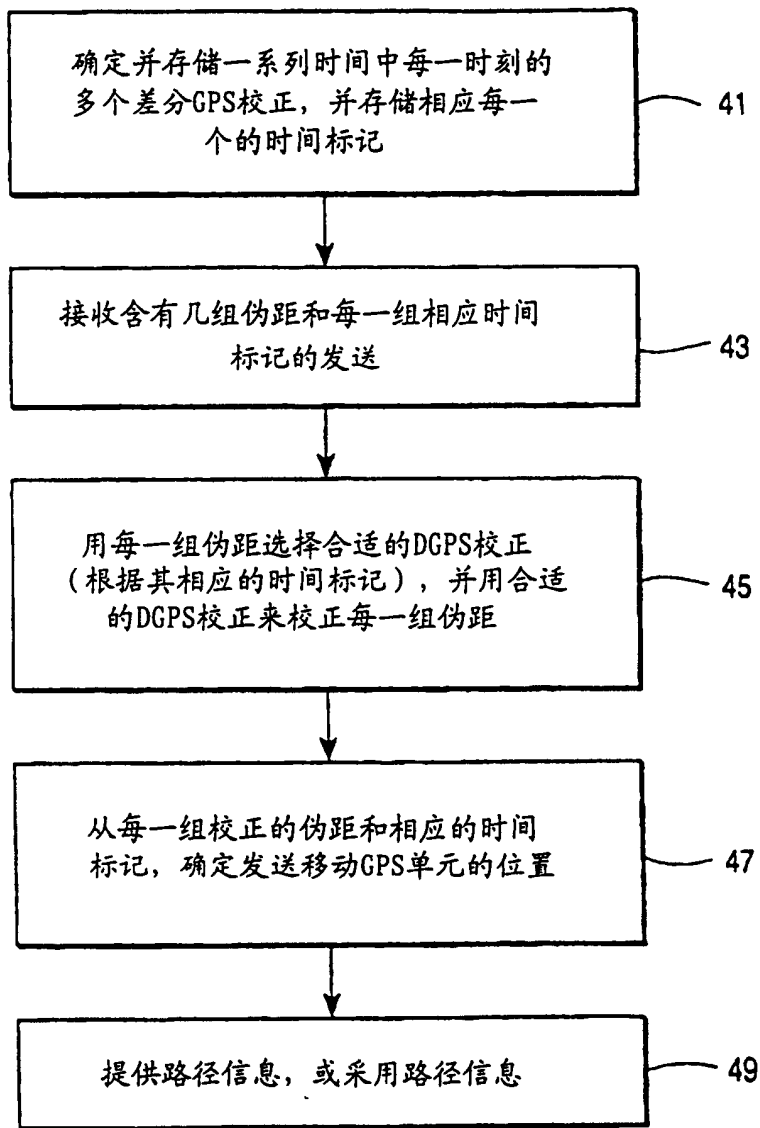 确定并存储一系列时间中每一时刻的
多个差分GPS校正，并存储相应每一
个的时间标记
41
接收含有几组伪距和每一组相应时间
标记的发送
43
用每一组伪距选择合适的DGPS校正
（根据其相应的时间标记），并用合适
的DGPS校正来校正每一组伪距
45
从每一组校正的伪距和相应的时间
标记，确定发送移动GPS单元的位置
47
提供路径信息，或采用路径信息
49